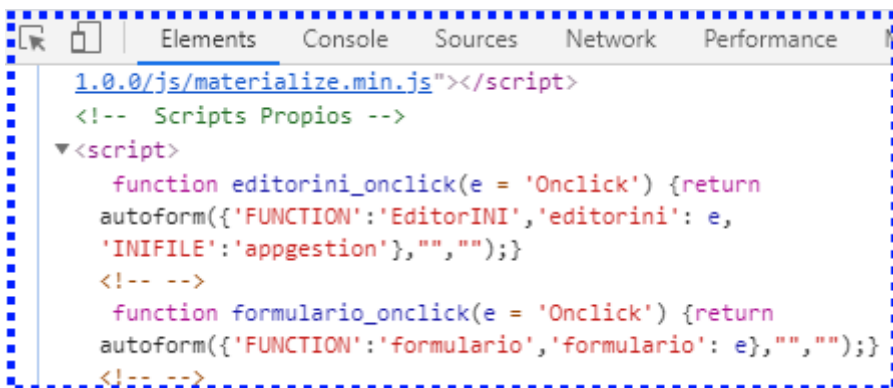 Elements Console Sources Network Performance
1.0.0/js/materialize.min.js"></script>
<!--  Scripts Propios -->
▼<script>
function editorini_onclick(e = 'Onclick') {return
autoform({'FUNCTION':'EditorINI','editorini': e,
'INIFILE':'appgestion'},"","");}
<!-- -->
function formulario_onclick(e = 'Onclick') {return
autoform({'FUNCTION':'formulario','formulario': e},"","");}
<!-- -->